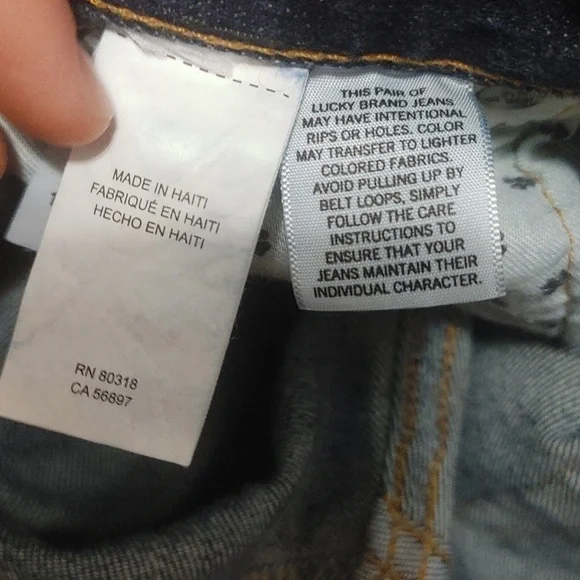 MADE IN HAITI
FABRIQUÉ EN HAITI
HECHO EN HAITI
RN 80318
CA 56897
THIS PAIR OF
LUCKY BRAND JEANS
MAY HAVE INTENTIONAL
RIPS OR HOLES. COLOR
MAY TRANSFER TO LIGHTER
COLORED FABRICS.
AVOID PULLING UP BY
BELT LOOPS, SIMPLY
FOLLOW THE CARE
INSTRUCTIONS TO
ENSURE THAT YOUR
JEANS MAINTAIN THEIR
INDIVIDUAL CHARACTER.